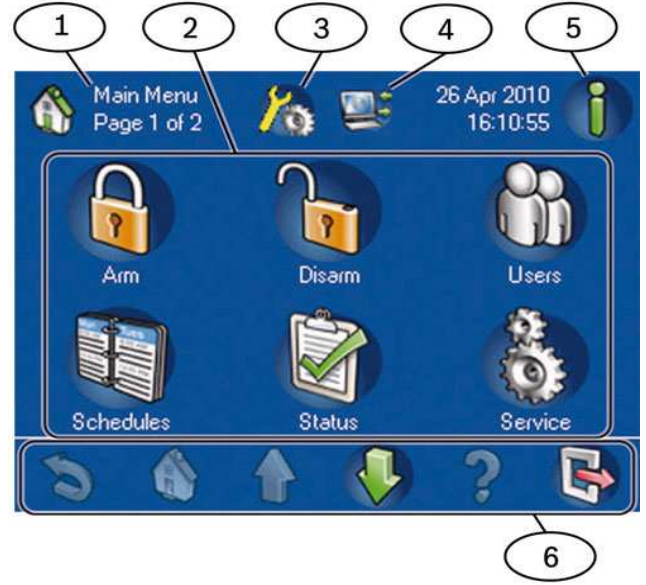 1 2 3 4 5
Main Menu
Page 1 of 2
26 Apr 2010
16:10:55
Arm Disarm Users
Schedules Status Service
6